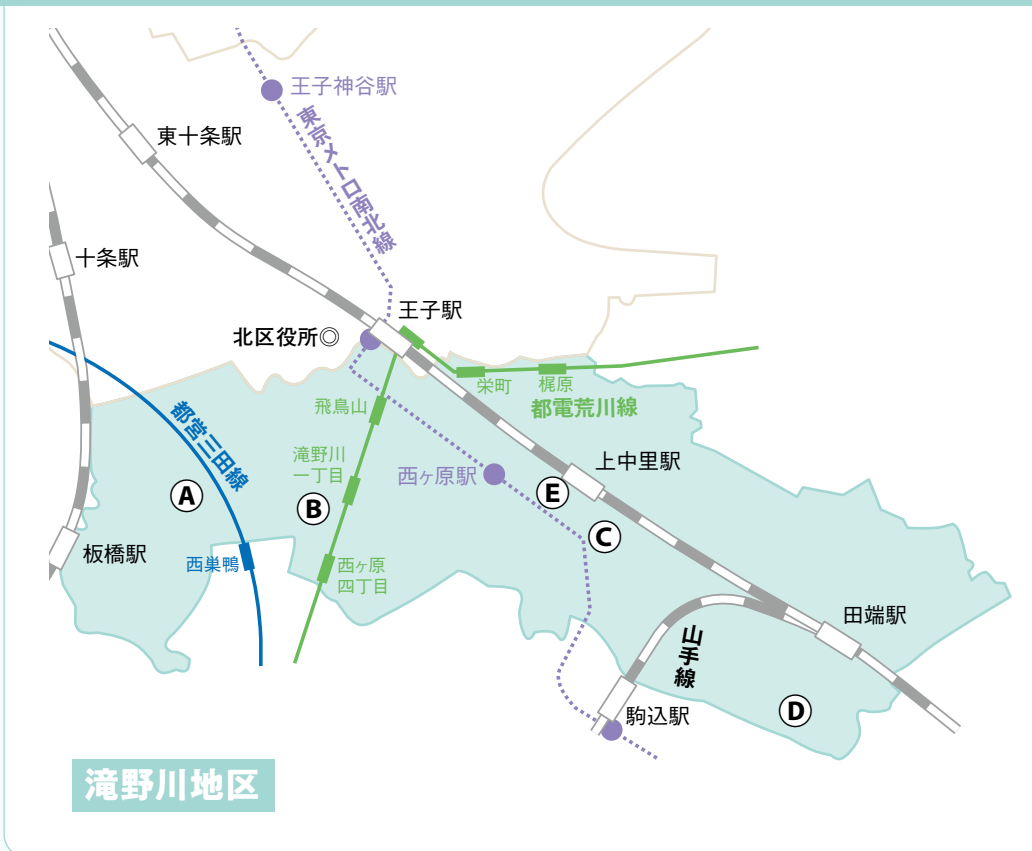 王子神谷駅
東京メトロ南北線
東十条駅
十条駅
王子駅
北区役所◎
栄町
梶原
都電荒川線
飛鳥山
都営三田線
滝野川
一丁目
西ヶ原駅
上中里駅
A
B
E
C
板橋駅
西巣鴨
西ヶ原
四丁目
田端駅
山手線
駒込駅
D
滝野川地区